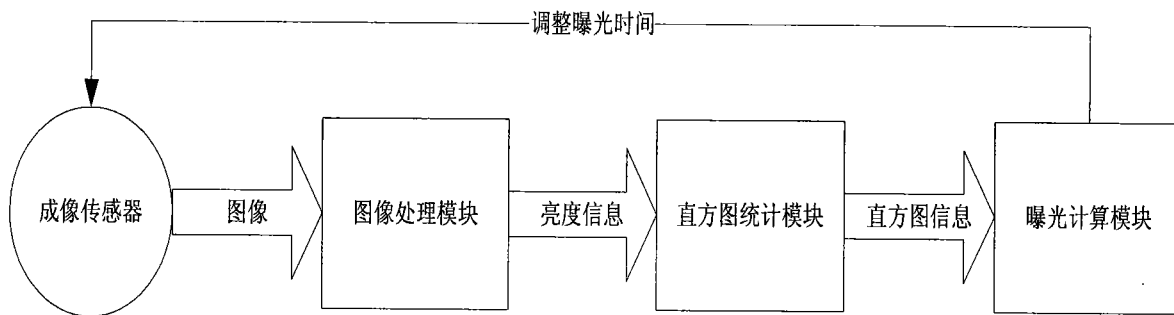 调整曝光时间
成像传感器
图像
图像处理模块
亮度信息
直方图统计模块
直方图信息
曝光计算模块